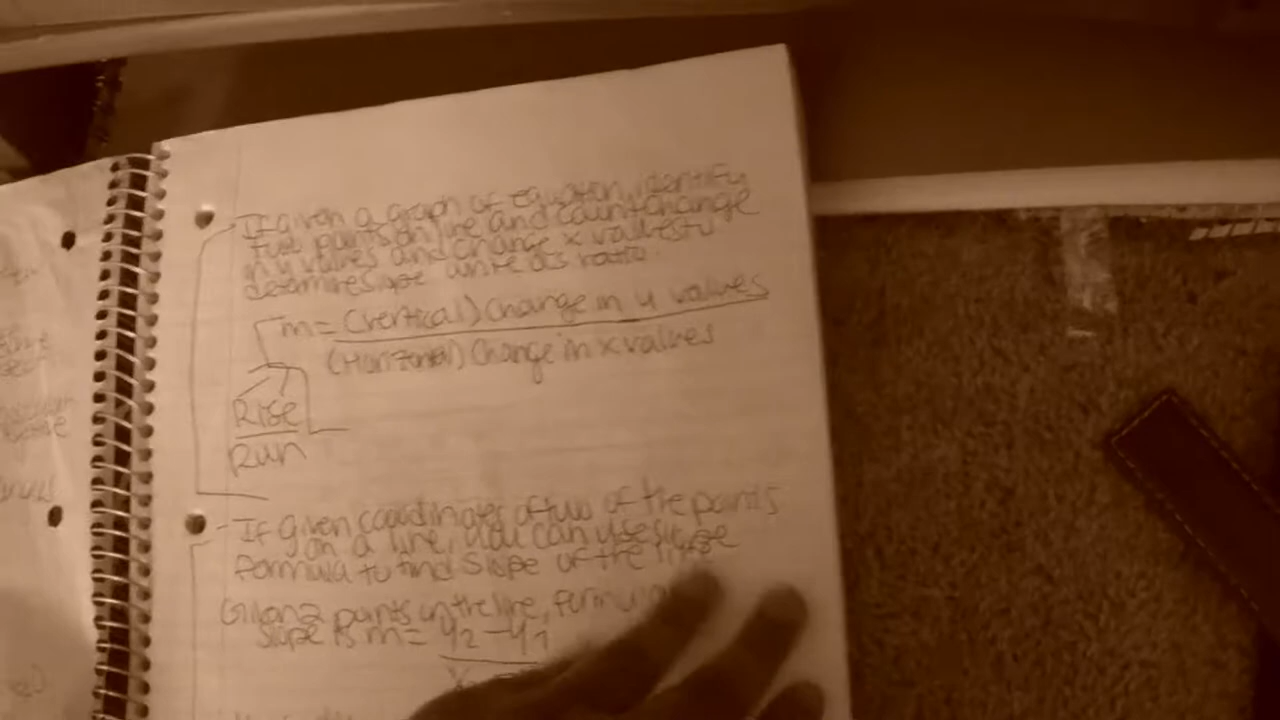 - If given a graph of equation, identify
two points on line and count change
in y values and change x values to
determine slope write as ratio.
m = (Vertical) Change in y values
(Horizontal) Change in x values
Rise
Run
- If given coordinates of two of the points
on a line, you can use slope
formula to find slope of the line
Given 2 points on the line, formula
slope is m = y2 - y1
x